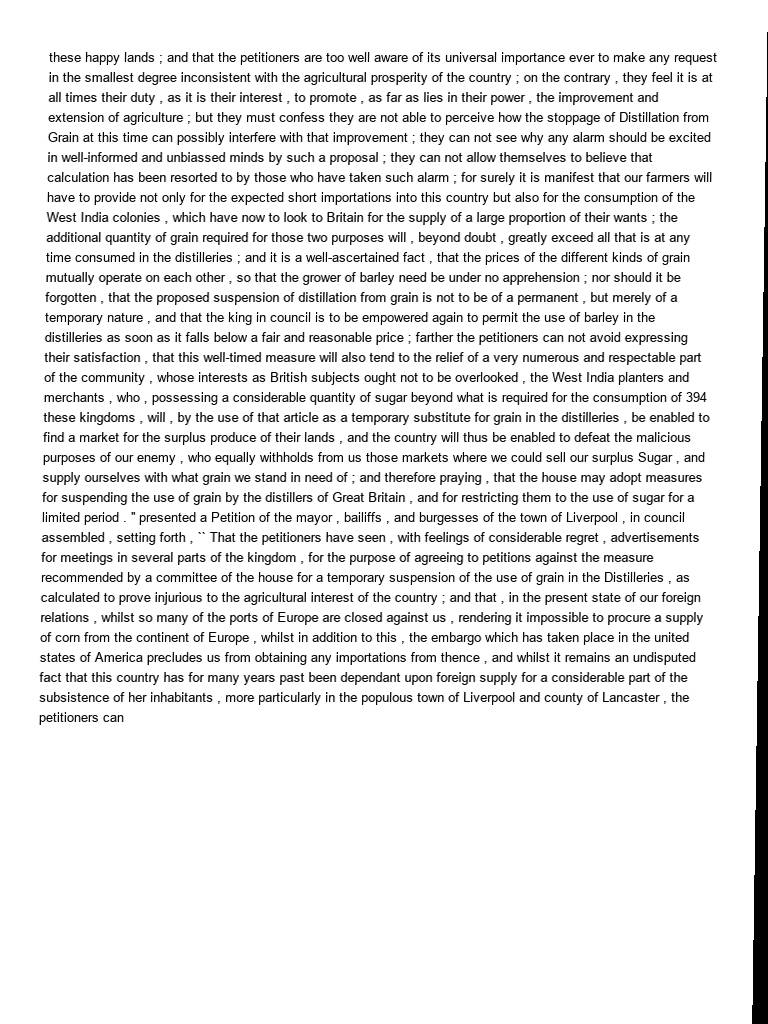 these happy lands ; and that the petitioners are too well aware of its universal importance ever to make any request
in the smallest degree inconsistent with the agricultural prosperity of the country ; on the contrary , they feel it is at
all times their duty , as it is their interest , to promote , as far as lies in their power , the improvement and
extension of agriculture ; but they must confess they are not able to perceive how the stoppage of Distillation from
Grain at this time can possibly interfere with that improvement ; they can not see why any alarm should be excited
in well-informed and unbiassed minds by such a proposal ; they can not allow themselves to believe that
calculation has been resorted to by those who have taken such alarm ; for surely it is manifest that our farmers will
have to provide not only for the expected short importations into this country but also for the consumption of the
West India colonies , which have now to look to Britain for the supply of a large proportion of their wants ; the
additional quantity of grain required for those two purposes will , beyond doubt , greatly exceed all that is at any
time consumed in the distilleries ; and it is a well-ascertained fact , that the prices of the different kinds of grain
mutually operate on each other , so that the grower of barley need be under no apprehension ; nor should it be
forgotten , that the proposed suspension of distillation from grain is not to be of a permanent , but merely of a
temporary nature , and that the king in council is to be empowered again to permit the use of barley in the
distilleries as soon as it falls below a fair and reasonable price ; farther the petitioners can not avoid expressing
their satisfaction , that this well-timed measure will also tend to the relief of a very numerous and respectable part
of the community , whose interests as British subjects ought not to be overlooked , the West India planters and
merchants , who , possessing a considerable quantity of sugar beyond what is required for the consumption of 394
these kingdoms , will , by the use of that article as a temporary substitute for grain in the distilleries , be enabled to
find a market for the surplus produce of their lands , and the country will thus be enabled to defeat the malicious
purposes of our enemy , who equally withholds from us those markets where we could sell our surplus Sugar , and
supply ourselves with what grain we stand in need of ; and therefore praying , that the house may adopt measures
for suspending the use of grain by the distillers of Great Britain , and for restricting them to the use of sugar for a
limited period . " presented a Petition of the mayor , bailiffs , and burgesses of the town of Liverpool , in council
assembled , setting forth , `` That the petitioners have seen , with feelings of considerable regret , advertisements
for meetings in several parts of the kingdom , for the purpose of agreeing to petitions against the measure
recommended by a committee of the house for a temporary suspension of the use of grain in the Distilleries , as
calculated to prove injurious to the agricultural interest of the country ; and that , in the present state of our foreign
relations , whilst so many of the ports of Europe are closed against us , rendering it impossible to procure a supply
of corn from the continent of Europe , whilst in addition to this , the embargo which has taken place in the united
states of America precludes us from obtaining any importations from thence , and whilst it remains an undisputed
fact that this country has for many years past been dependant upon foreign supply for a considerable part of the
subsistence of her inhabitants , more particularly in the populous town of Liverpool and county of Lancaster , the
petitioners can